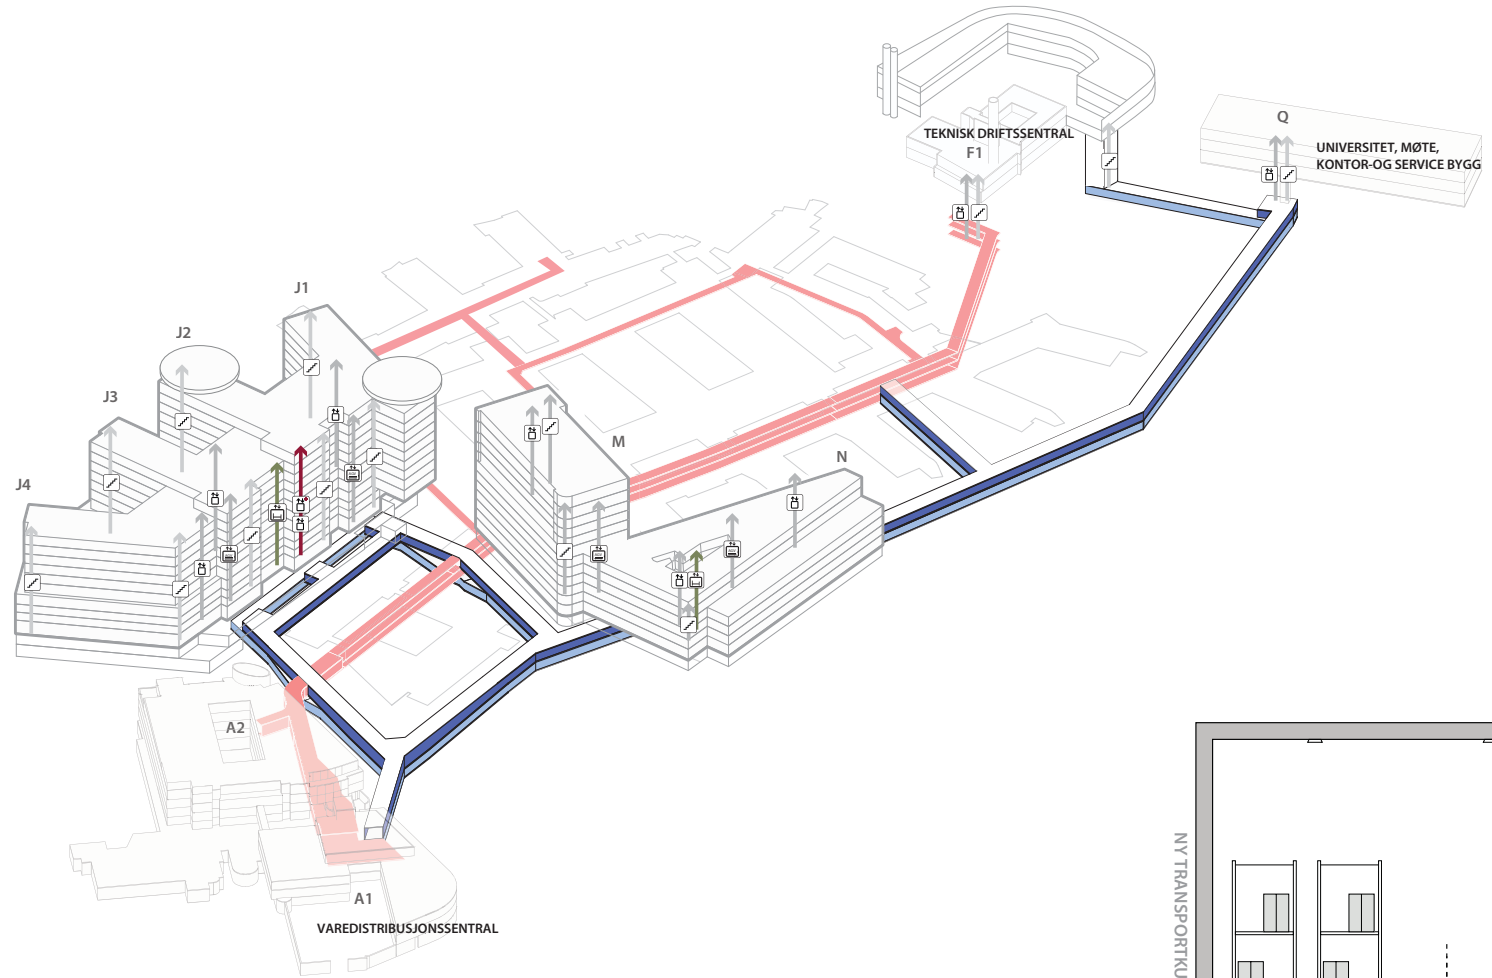 Q
TEKNISK DRIFTSSENTRAL
F1
UNIVERSITET, MØTE,
KONTOR-OG SERVICE BYGG
J1
J2
J3
J4
M
N
A2
A1
VAREDISTRIBUSJONSSENTRAL
NY TRANSPORTKU